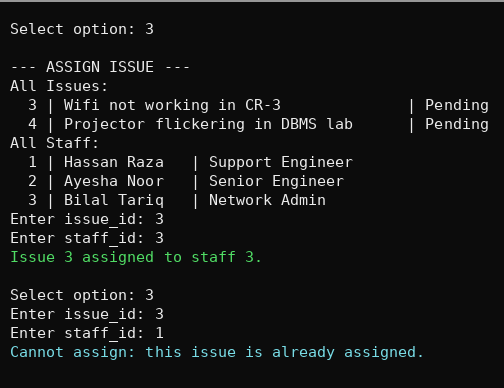 Select option: 3
--- ASSIGN ISSUE ---
All Issues:
3 | Wifi not working in CR-3 | Pending
4 | Projector flickering in DBMS lab | Pending
All Staff:
1 | Hassan Raza | Support Engineer
2 | Ayesha Noor | Senior Engineer
3 | Bilal Tariq | Network Admin
Enter issue_id: 3
Enter staff_id: 3
Issue 3 assigned to staff 3.
Select option: 3
Enter issue_id: 3
Enter staff_id: 1
Cannot assign: this issue is already assigned.